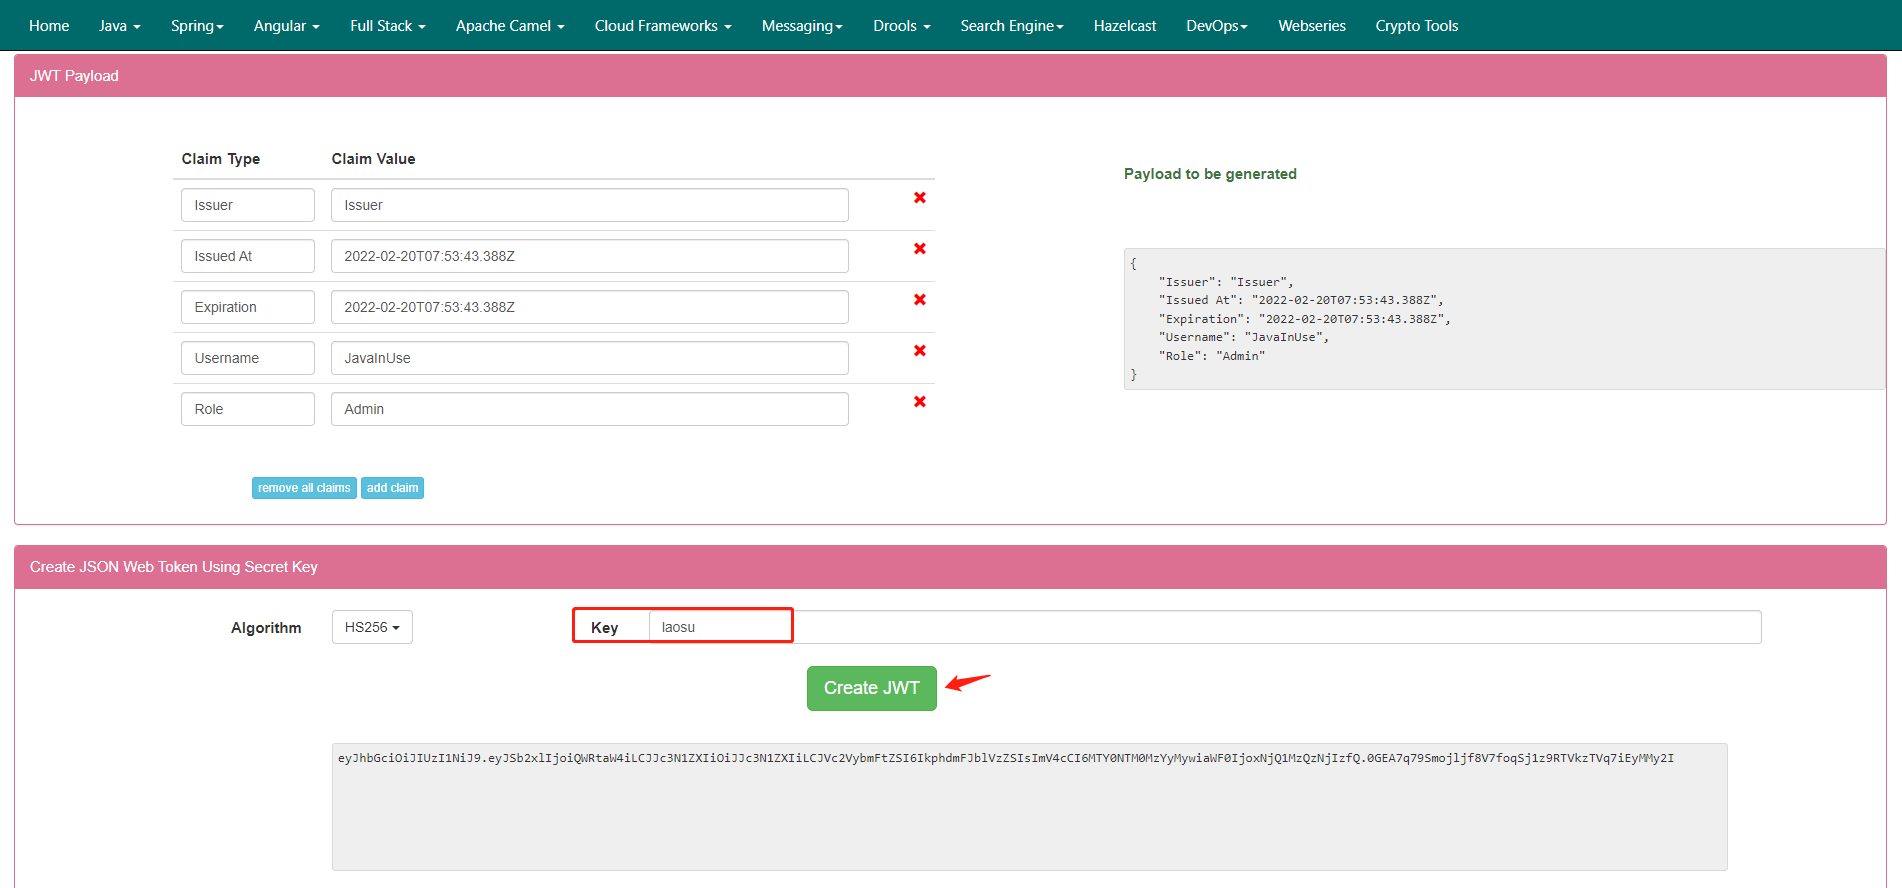 Home Java Spring Angular Full Stack Apache Camel Cloud Frameworks Messaging Drools Search Engine Hazelcast DevOps Webseries Crypto Tools
JWT Payload
Claim Type Claim Value
Issuer Issuer
Issued At 2022-02-20T07:53:43.388Z
Expiration 2022-02-20T07:53:43.388Z
Username JavaInUse
Role Admin
remove all claims add claim
Payload to be generated
{
"Issuer": "Issuer",
"Issued At": "2022-02-20T07:53:43.388Z",
"Expiration": "2022-02-20T07:53:43.388Z",
"Username": "JavaInUse",
"Role": "Admin"
}
Create JSON Web Token Using Secret Key
Algorithm HS256 Key laosu
Create JWT
eyJhbGciOiJIUzI1NiJ9.eyJSb2xlIjoiQWRtaW4iLCJJc3N1ZXIiOiJJc3N1ZXIiLCJVc2VybmFtZSI6IkphdmFJblVzZSIsImV4cCI6MTY0NTM0MzYyMywiaWF0IjoxNjQ1MzQzNjIzfQ.0GEA7q79Smojljf8V7foqSj1z9RTVkzTVq7iEyMMy2I